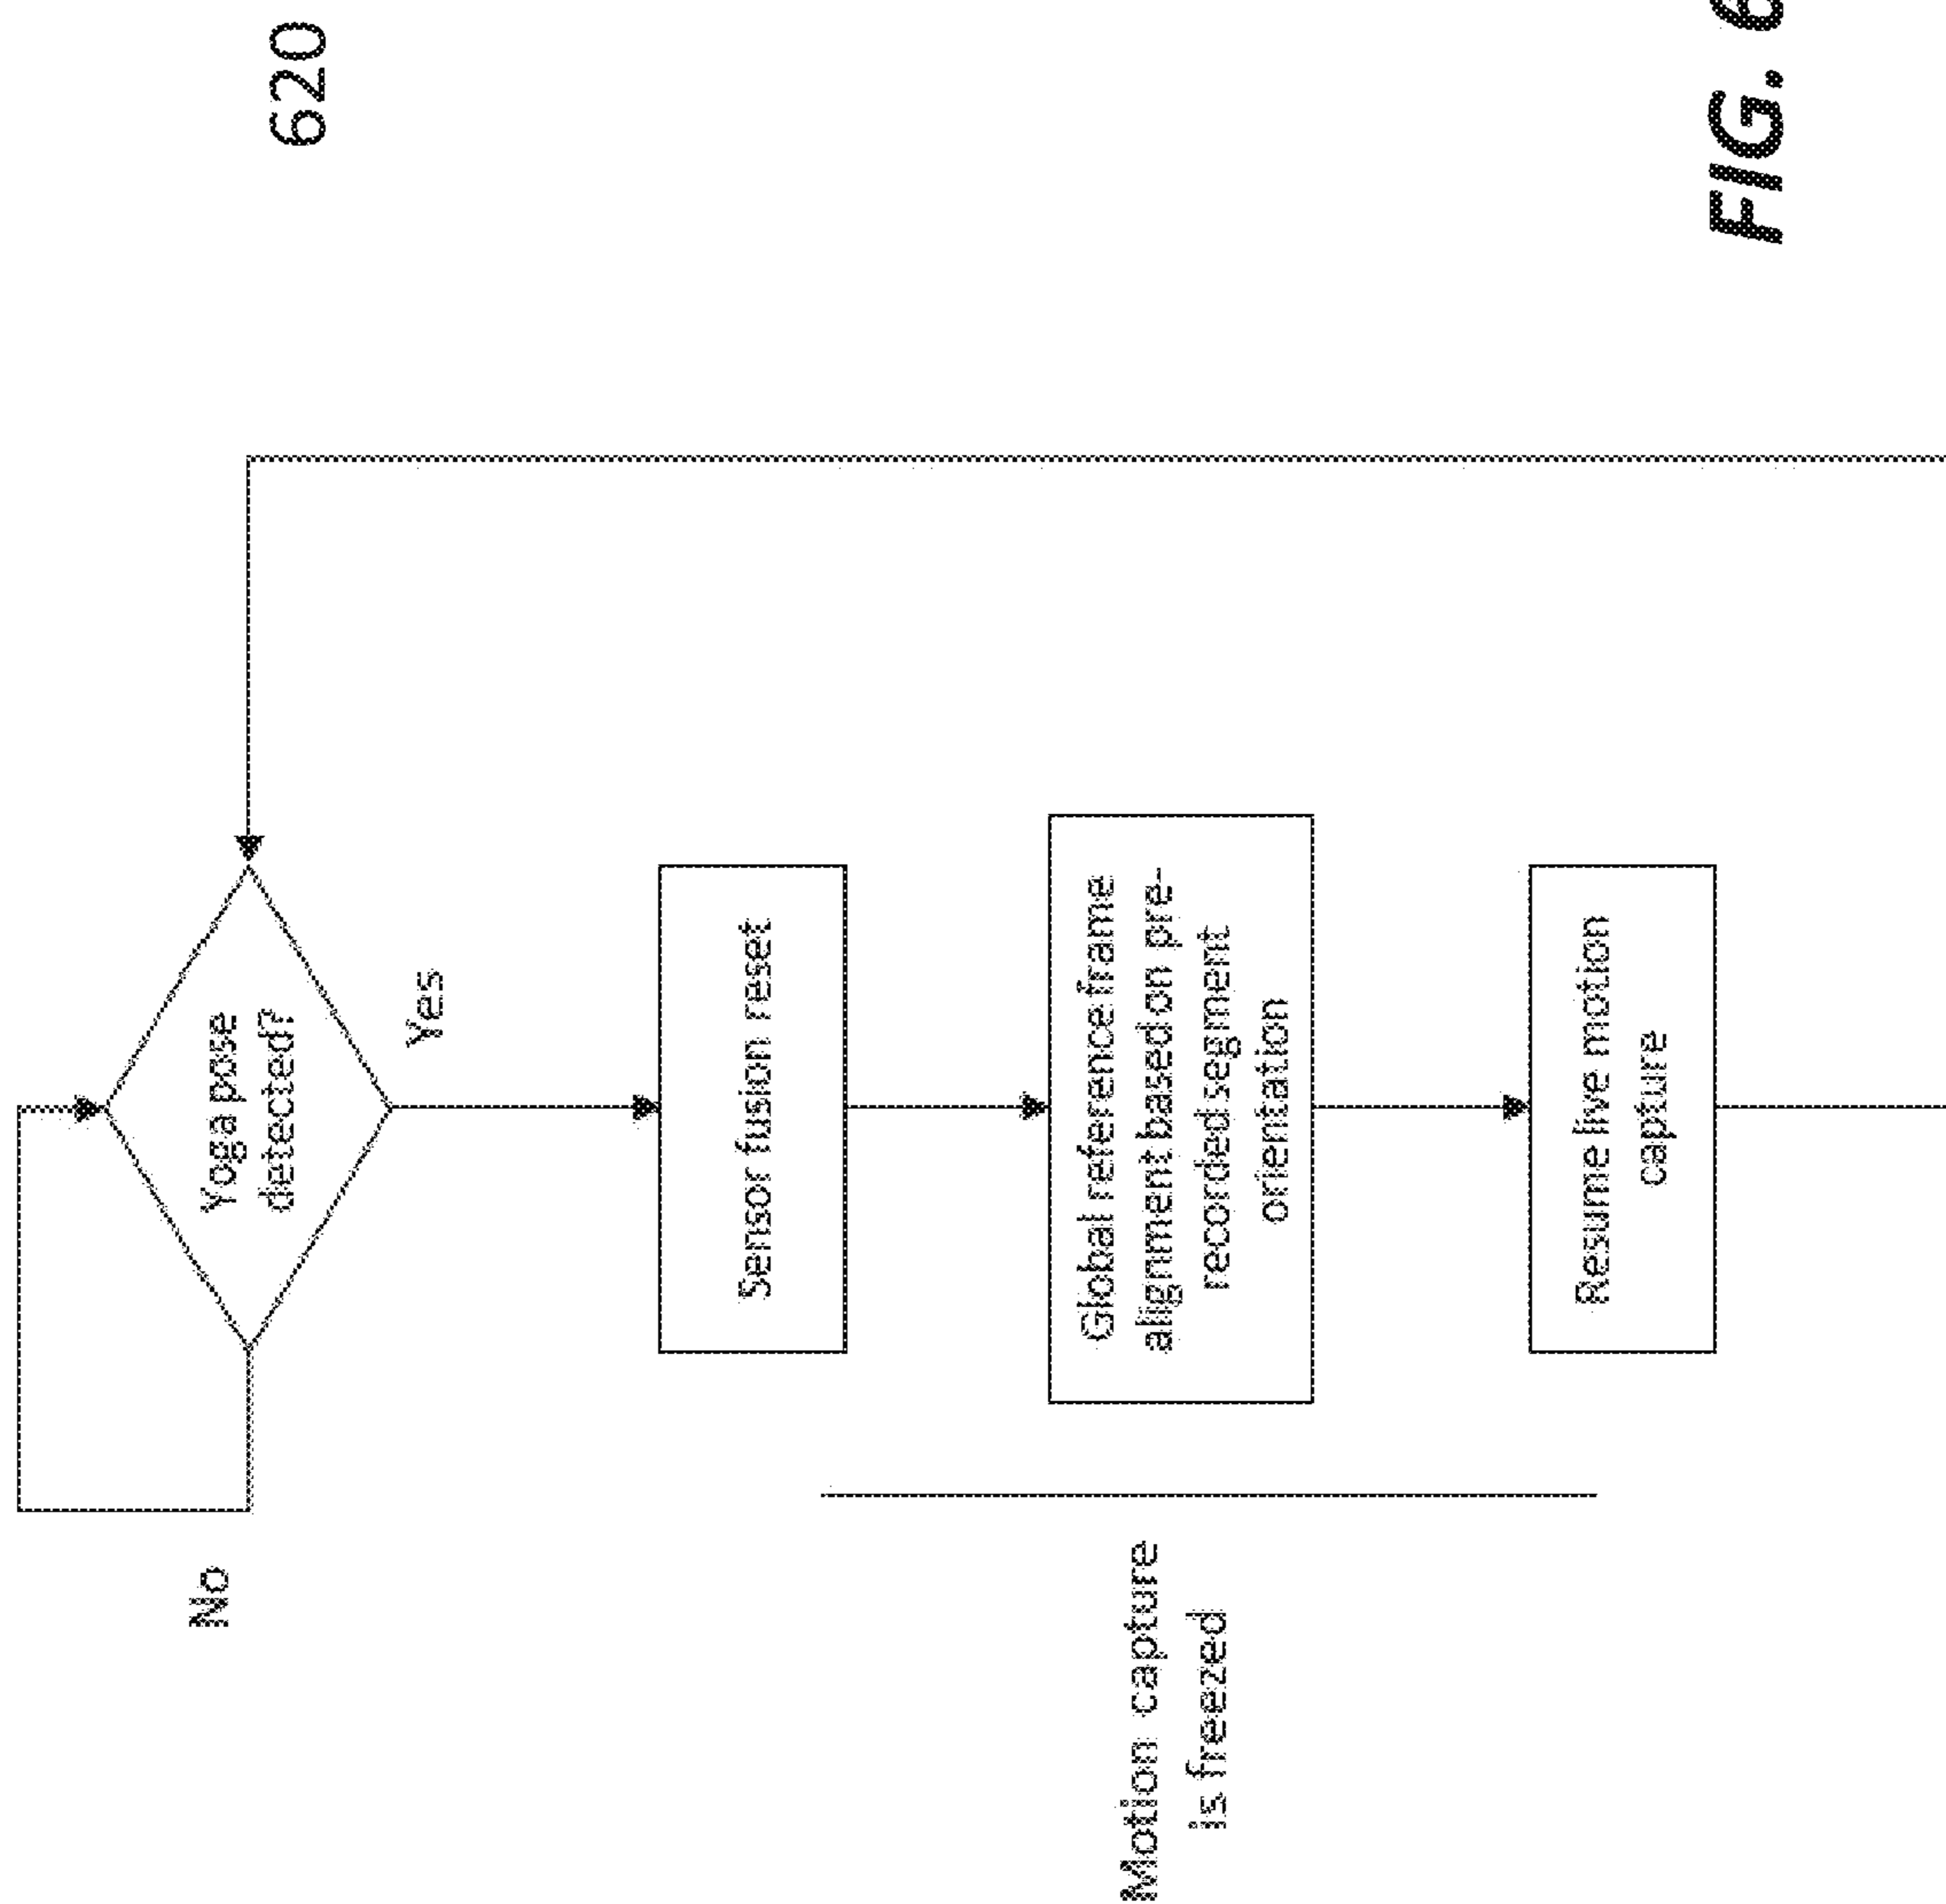 620
No
Yoga pose
detected?
Yes
Sensor fusion reset
Global reference frame
alignment based on pre-
recorded segment
orientation
Motion capture
is freezed
Resume live motion
capture
FIG. 6